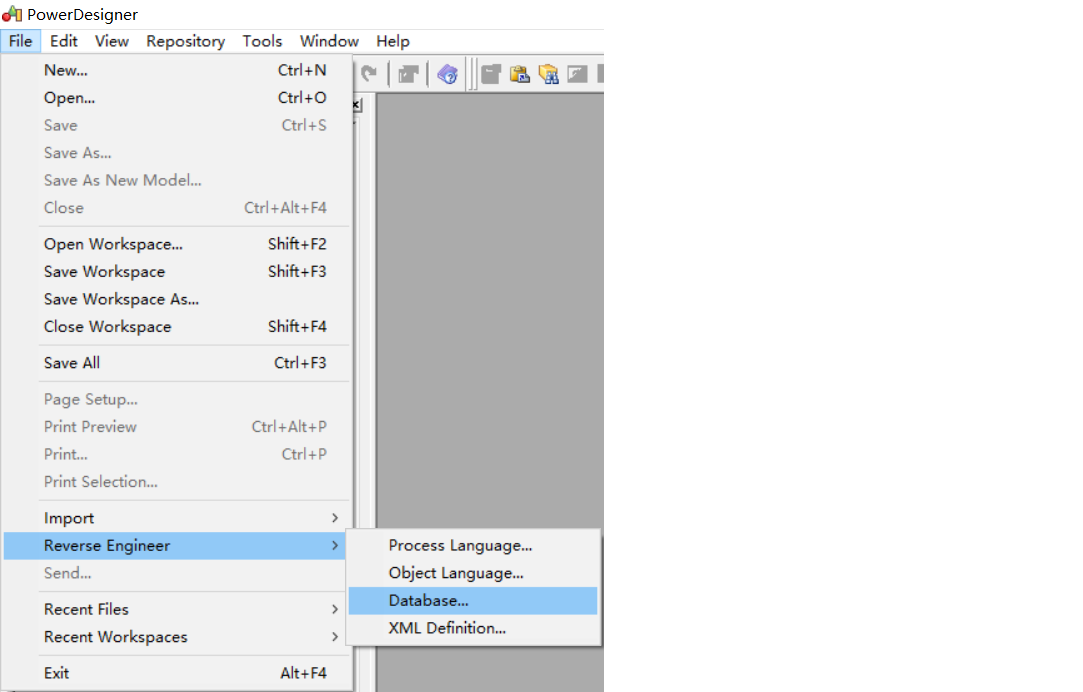 PowerDesigner
File Edit View Repository Tools Window Help
New... Ctrl+N
Open... Ctrl+O
Save Ctrl+S
Save As...
Save As New Model...
Close Ctrl+Alt+F4
Open Workspace... Shift+F2
Save Workspace Shift+F3
Save Workspace As...
Close Workspace Shift+F4
Save All Ctrl+F3
Page Setup...
Print Preview Ctrl+Alt+P
Print... Ctrl+P
Print Selection...
Import
Reverse Engineer
Process Language...
Object Language...
Database...
XML Definition...
Send...
Recent Files
Recent Workspaces
Exit Alt+F4